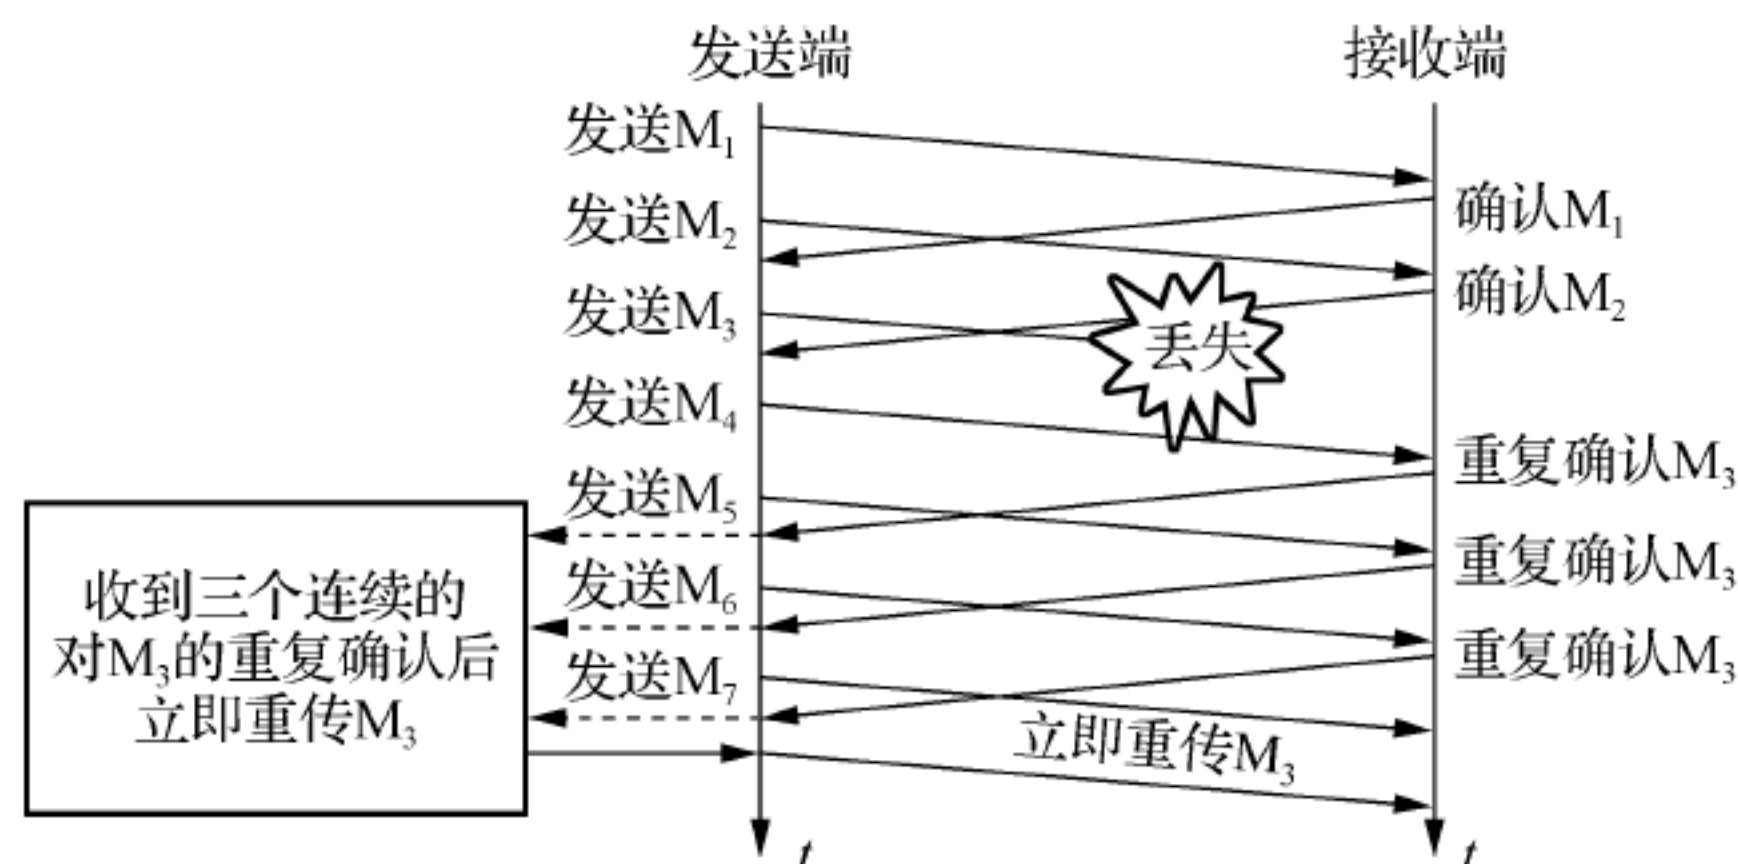 发送端
接收端
发送M₁
确认M₁
发送M₂
确认M₂
发送M₃
丢失
发送M₄
重复确认M₃
发送M₅
重复确认M₃
发送M₆
重复确认M₃
发送M₇
收到三个连续的
对M₃的重复确认后
立即重传M₃
立即重传M₃
t
t